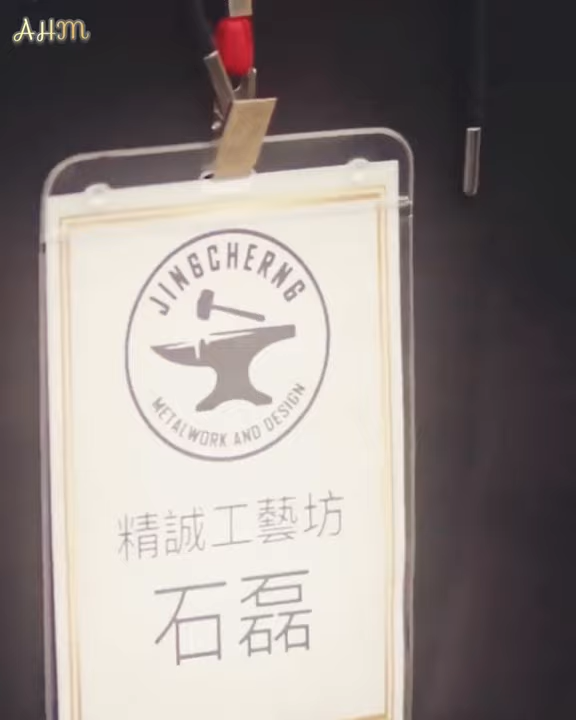 AHM
JINGCHERNG
METALWORK AND DESIGN
精誠工藝坊
石磊